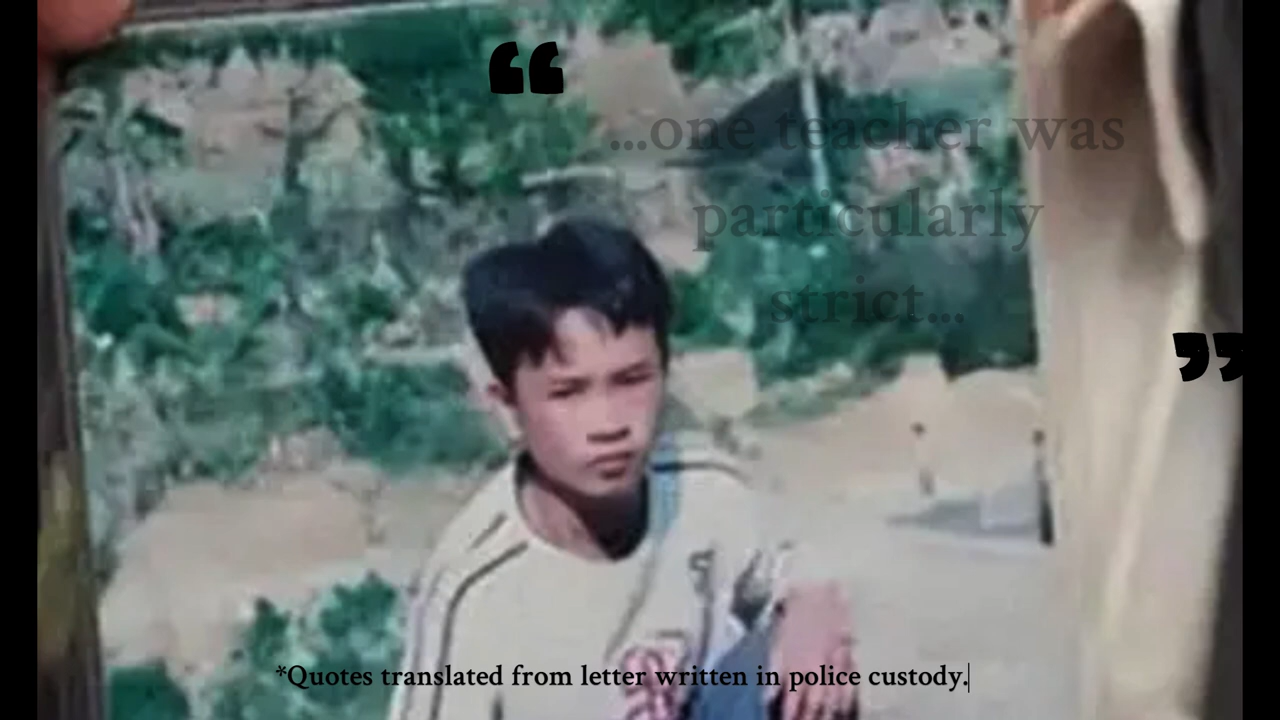 “
...one teacher was
particularly
strict...
”
*Quotes translated from letter written in police custody.